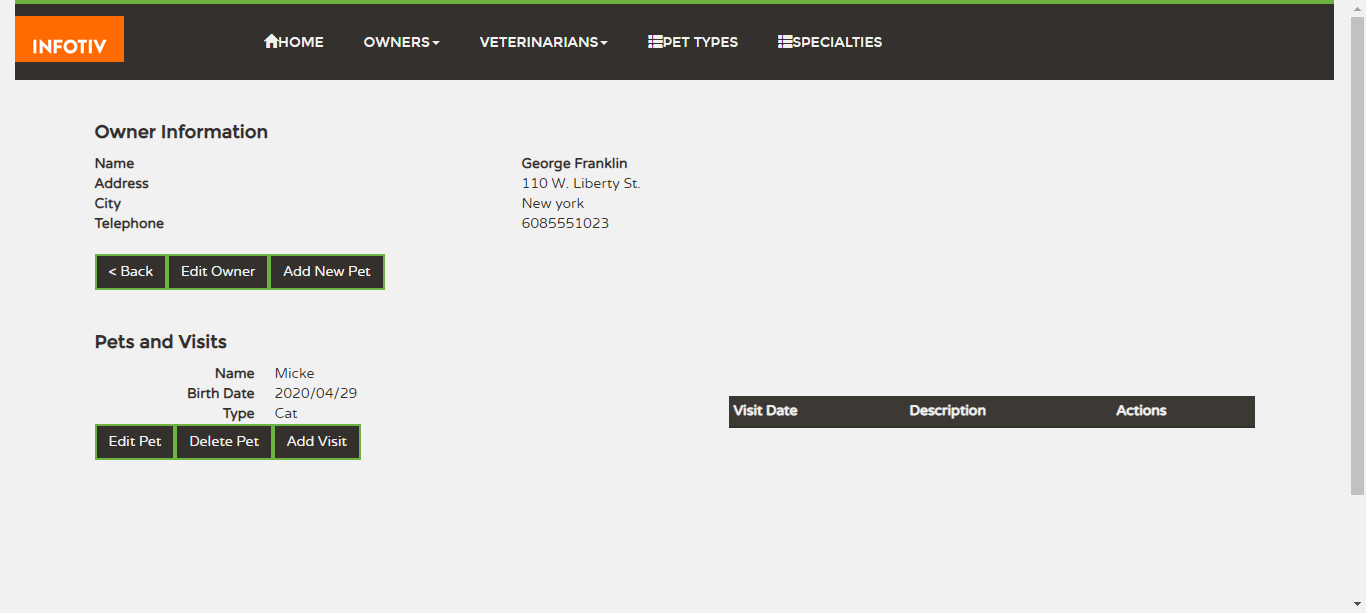 INFOTIV HOME OWNERS VETERINARIANS PET TYPES SPECIALTIES
Owner Information
Name George Franklin
Address 110 W. Liberty St.
City New york
Telephone 6085551023
< Back Edit Owner Add New Pet
Pets and Visits
Name Micke
Birth Date 2020/04/29
Type Cat
Visit Date Description Actions
Edit Pet Delete Pet Add Visit